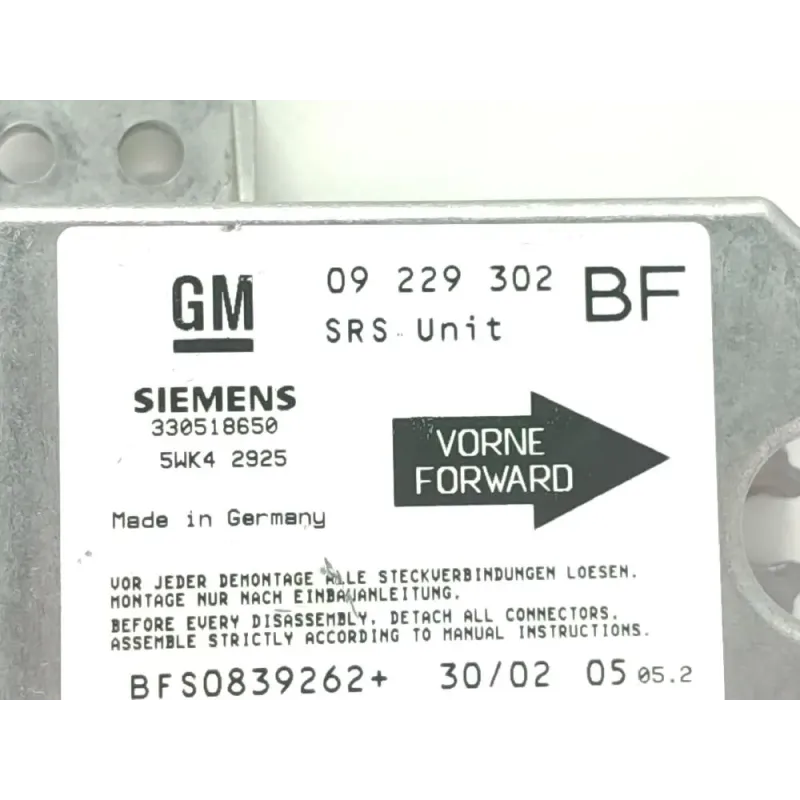 GM
09 229 302 BF
SRS Unit
SIEMENS
330518650
5WK4 2925
VORNE
FORWARD
Made in Germany
VOR JEDER DEMONTAGE ALLE STECKVERBINDUNGEN LOESEN.
MONTAGE NUR NACH EINBAUANLEITUNG.
BEFORE EVERY DISASSEMBLY, DETACH ALL CONNECTORS.
ASSEMBLE STRICTLY ACCORDING TO MANUAL INSTRUCTIONS.
BFS0839262+ 30/02 05 05.2